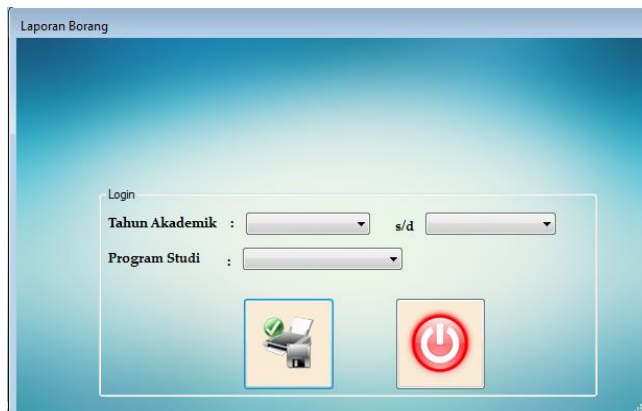 Laporan Borang
Login
Tahun Akademik : s/d
Program Studi :